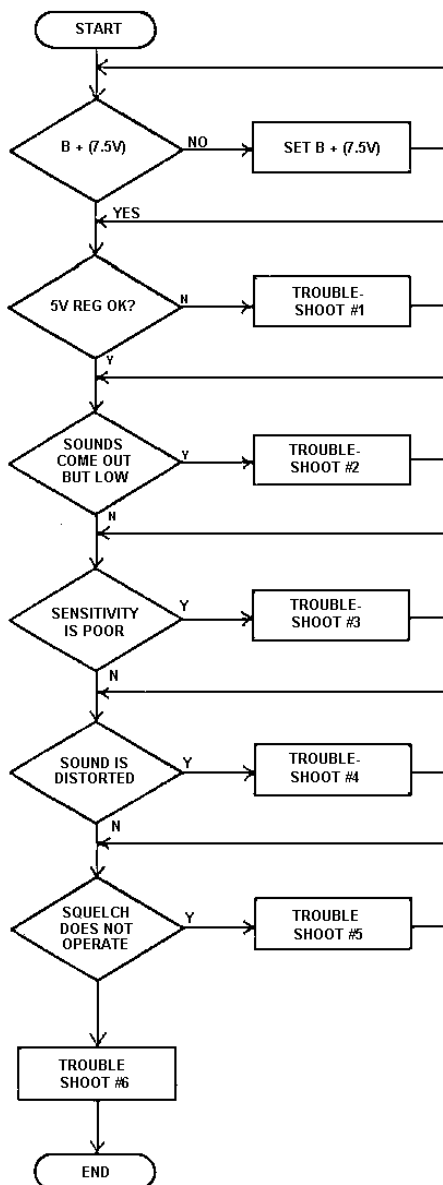 START
B + (7.5V)
NO
SET B + (7.5V)
YES
5V REG OK?
N
TROUBLE-
SHOOT #1
Y
SOUNDS
COME OUT
BUT LOW
Y
TROUBLE-
SHOOT #2
N
SENSITIVITY
IS POOR
Y
TROUBLE-
SHOOT #3
N
SOUND IS
DISTORTED
Y
TROUBLE-
SHOOT #4
N
SQUELCH
DOES NOT
OPERATE
Y
TROUBLE
SHOOT #5
TROUBLE
SHOOT #6
END